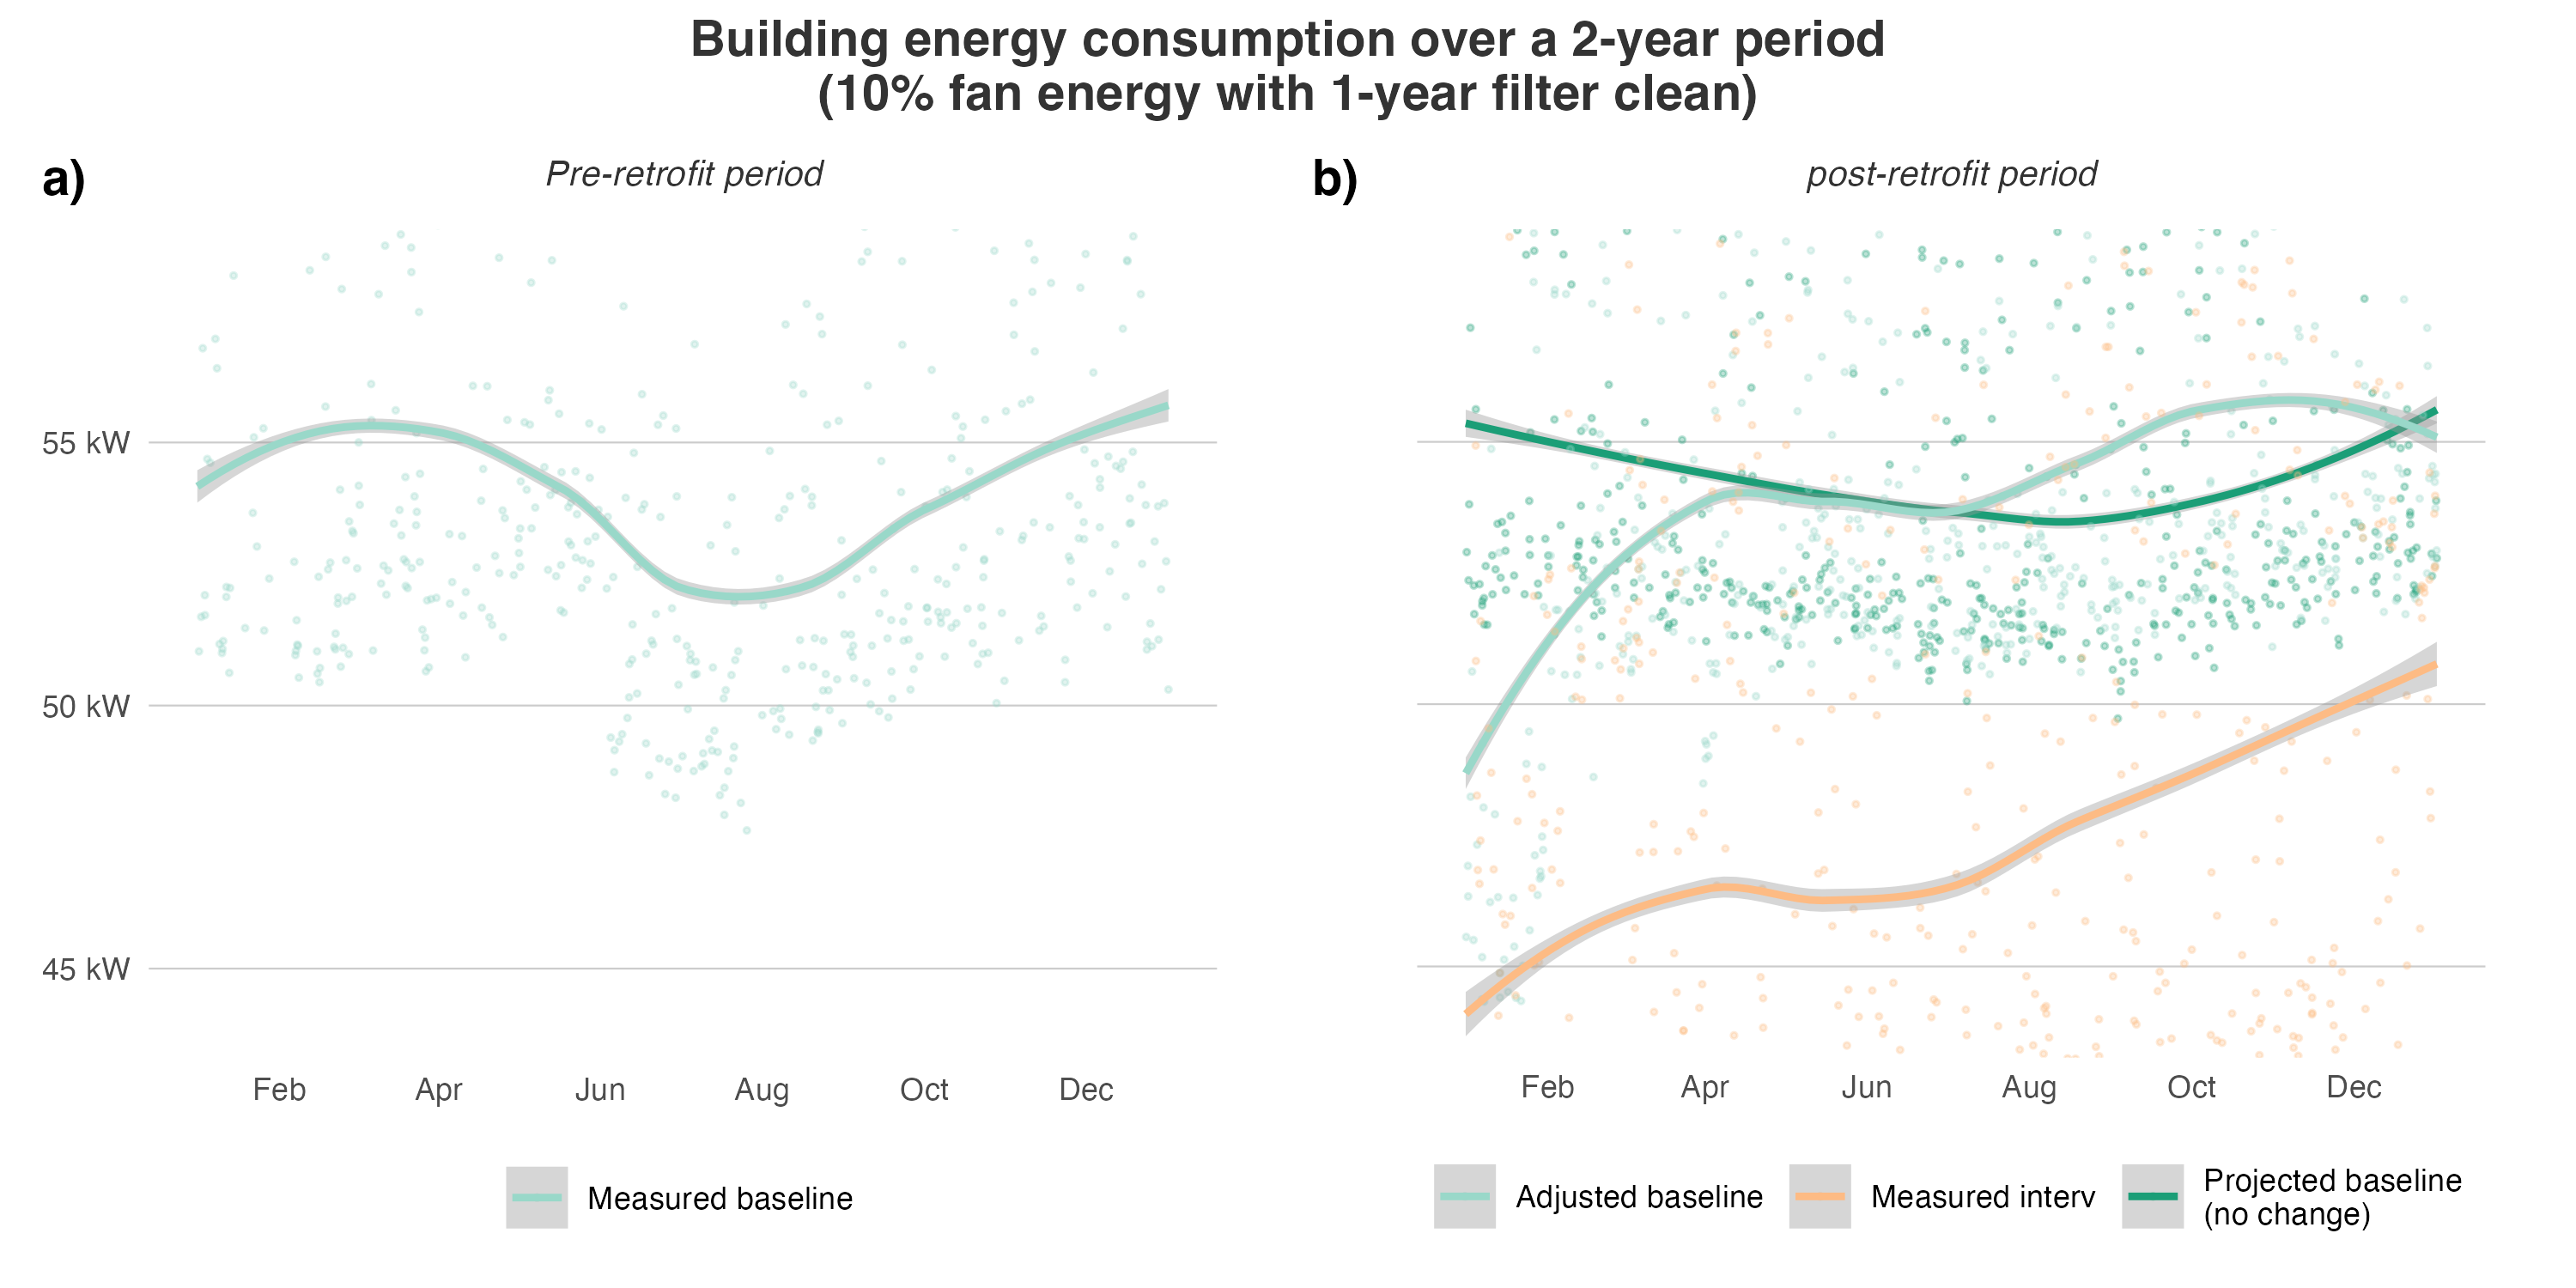 Building energy consumption over a 2-year period
(10% fan energy with 1-year filter clean)
a)
Pre-retrofit period
b)
post-retrofit period
55 kW
50 kW
45 kW
Feb Apr Jun Aug Oct Dec
Feb Apr Jun Aug Oct Dec
Measured baseline
Adjusted baseline
Measured interv
Projected baseline
(no change)